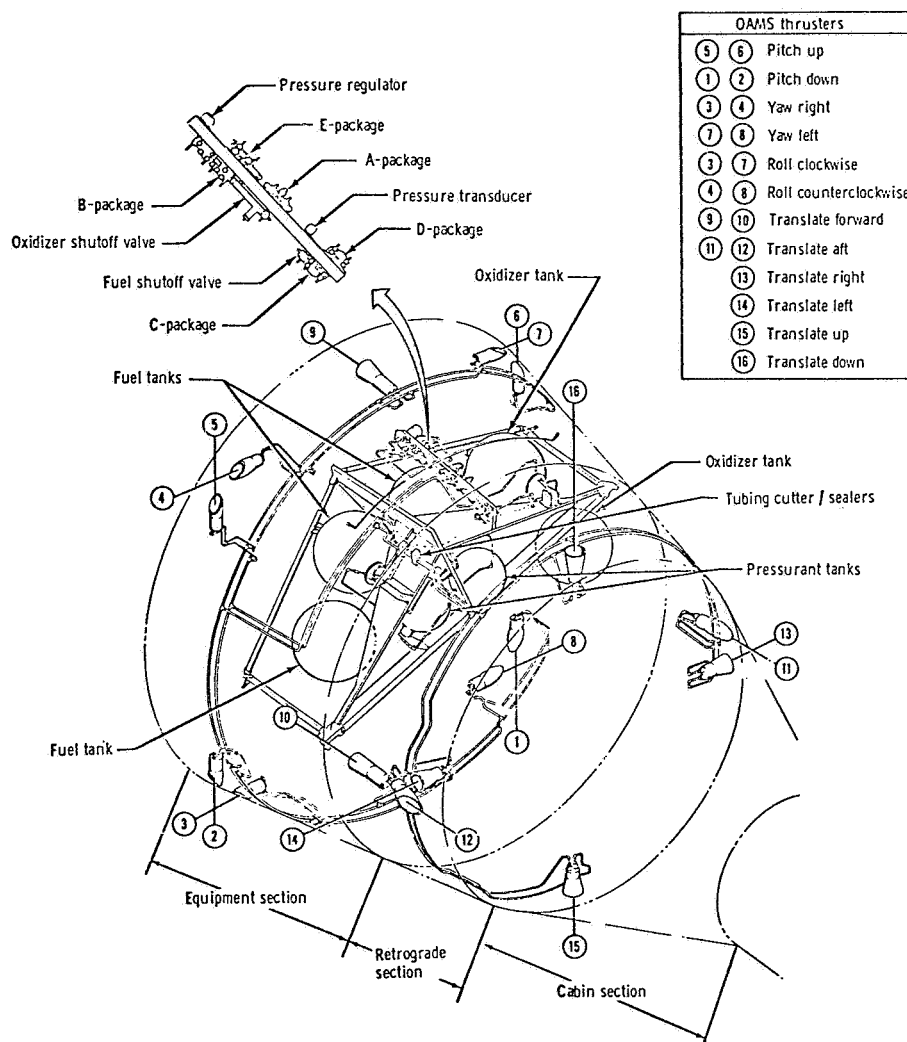 OAMS thrusters
5 6 Pitch up
1 2 Pitch down
3 4 Yaw right
7 8 Yaw left
3 7 Roll clockwise
4 8 Roll counterclockwise
9 10 Translate forward
11 12 Translate aft
13 Translate right
14 Translate left
15 Translate up
16 Translate down
Pressure regulator
E-package
A-package
B-package
Pressure transducer
Oxidizer shutoff valve
D-package
Fuel shutoff valve
C-package
Oxidizer tank
6
9
7
Fuel tanks
16
5
Oxidizer tank
4
Tubing cutter / sealers
Pressurant tanks
13
8
11
10
1
Fuel tank
3
2
14
12
Equipment section
15
Retrograde
section
Cabin section